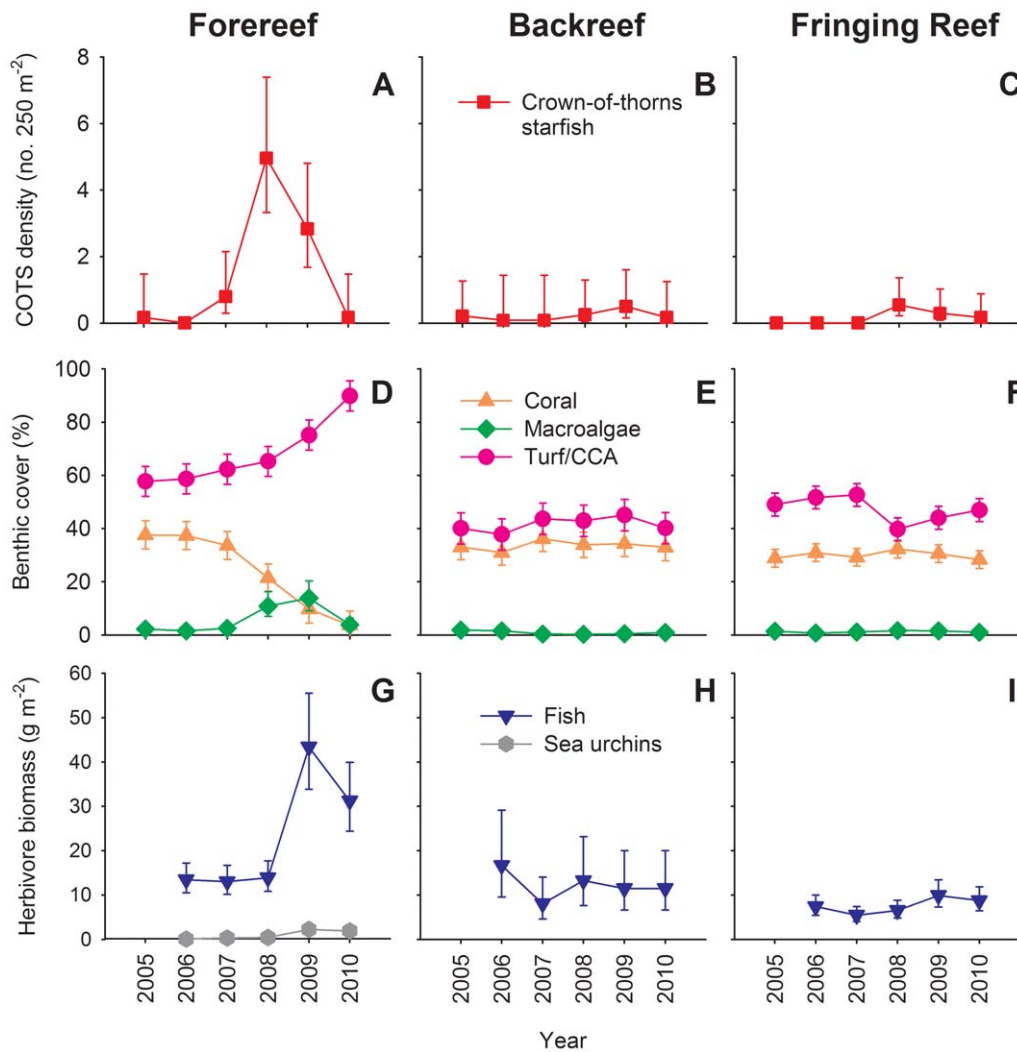 Forereef
Backreef
Fringing Reef
COTS density (no. 250 m-2)
8
6
4
2
0
A
B
Crown-of-thorns
starfish
C
Benthic cover (%)
100
80
60
40
20
0
D
Coral
Macroalgae
Turf/CCA
E
F
Herbivore biomass (g m-2)
60
50
40
30
20
10
0
G
Fish
Sea urchins
H
I
2005
2006
2007
2008
2009
2010
2005
2006
2007
2008
2009
2010
2005
2006
2007
2008
2009
2010
Year